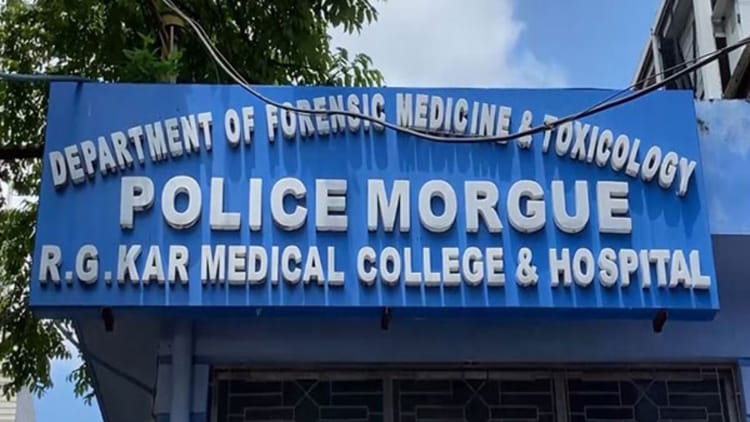 DEPARTMENT OF FORENSIC MEDICINE & TOXICOLOGY
POLICE MORGUE
R.G.KAR MEDICAL COLLEGE & HOSPITAL